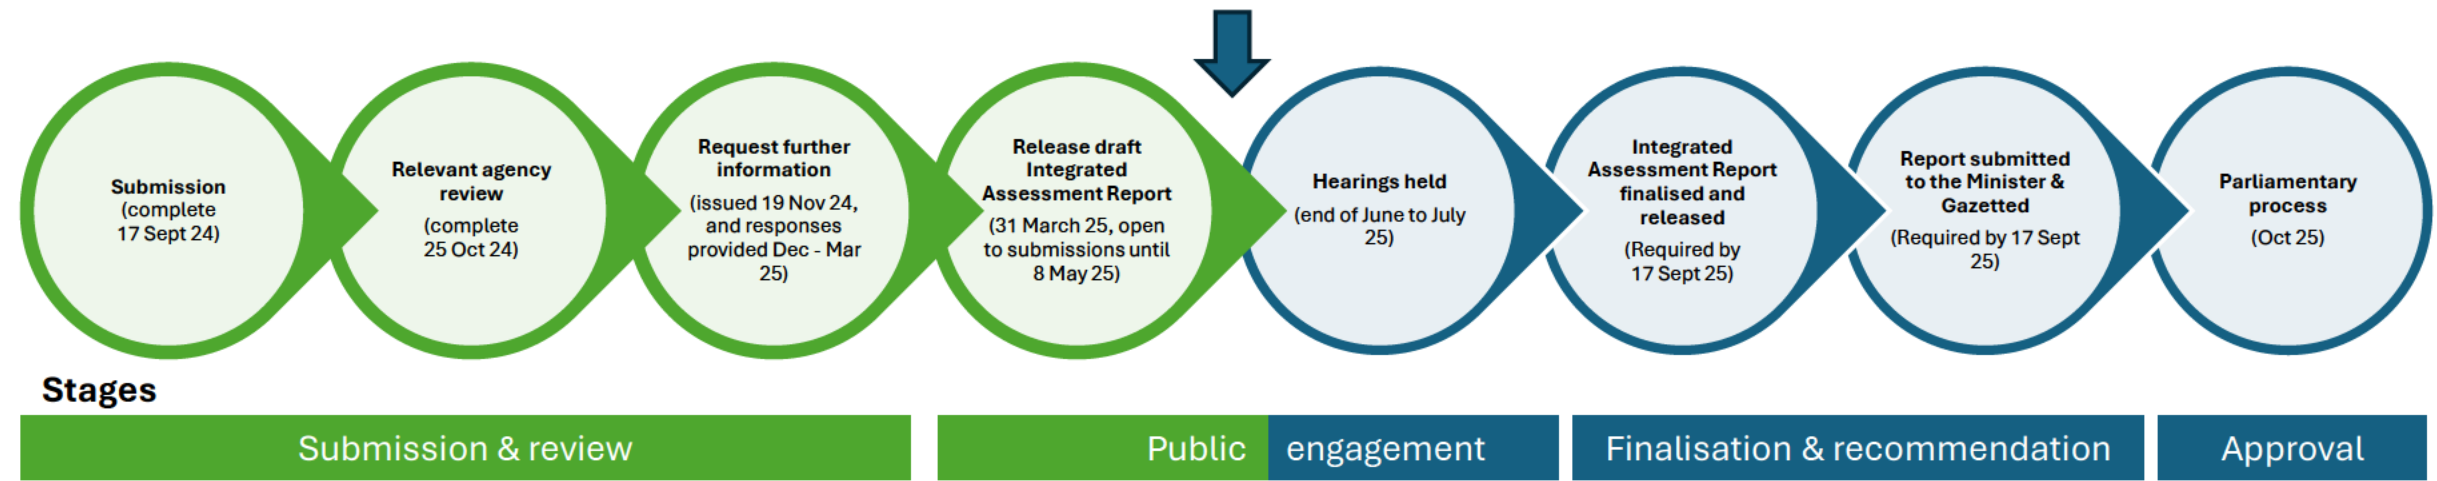 Submission
(complete
17 Sept 24)
Relevant agency
review
(complete
25 Oct 24)
Request further
information
(issued 19 Nov 24,
and responses
provided Dec - Mar
25)
Release draft
Integrated
Assessment Report
(31 March 25, open
to submissions until
8 May 25)
Hearings held
(end of June to July
25)
Integrated
Assessment Report
finalised and
released
(Required by
17 Sept 25)
Report submitted
to the Minister &
Gazetted
(Required by 17 Sept
25)
Parliamentary
process
(Oct 25)
Stages
Submission & review
Public engagement
Finalisation & recommendation
Approval